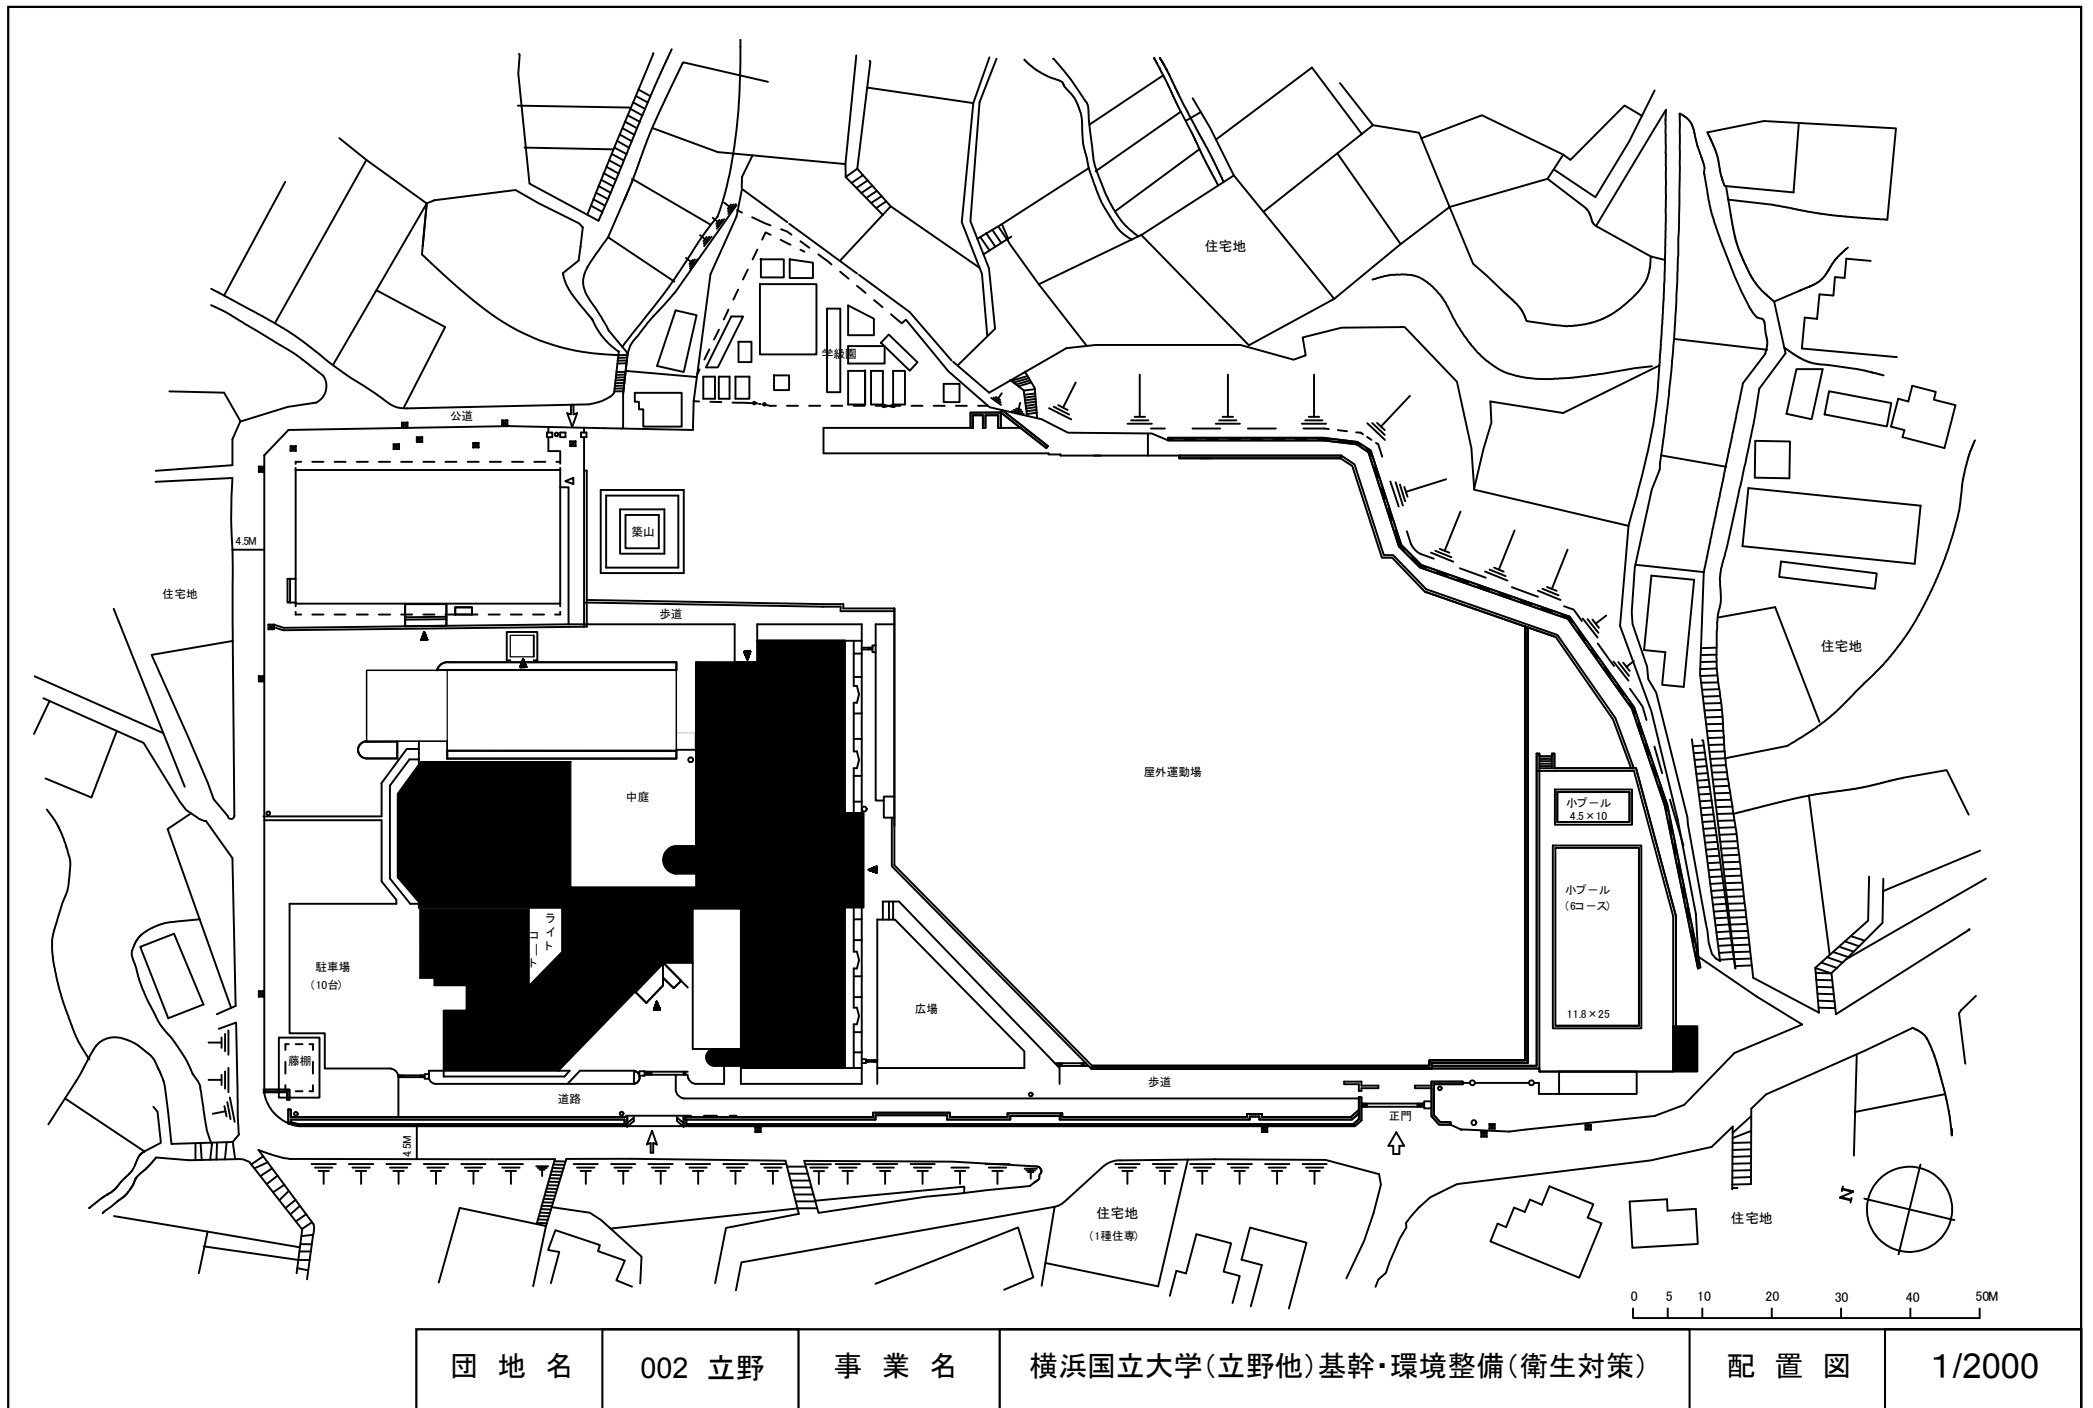 住宅地
学級園
公道
築山
4.5M
住宅地
歩道
住宅地
屋外運動場
中庭
小プール
4.5×10
小プール
(6コース)
ライト
コート
駐車場
(10台)
広場
11.8×25
藤棚
歩道
道路
正門
4.5M
N
住宅地
(1種住専)
住宅地
0 5 10 20 30 40 50M
団地名 002 立野 事業名 横浜国立大学(立野他)基幹・環境整備(衛生対策) 配置図 1/2000